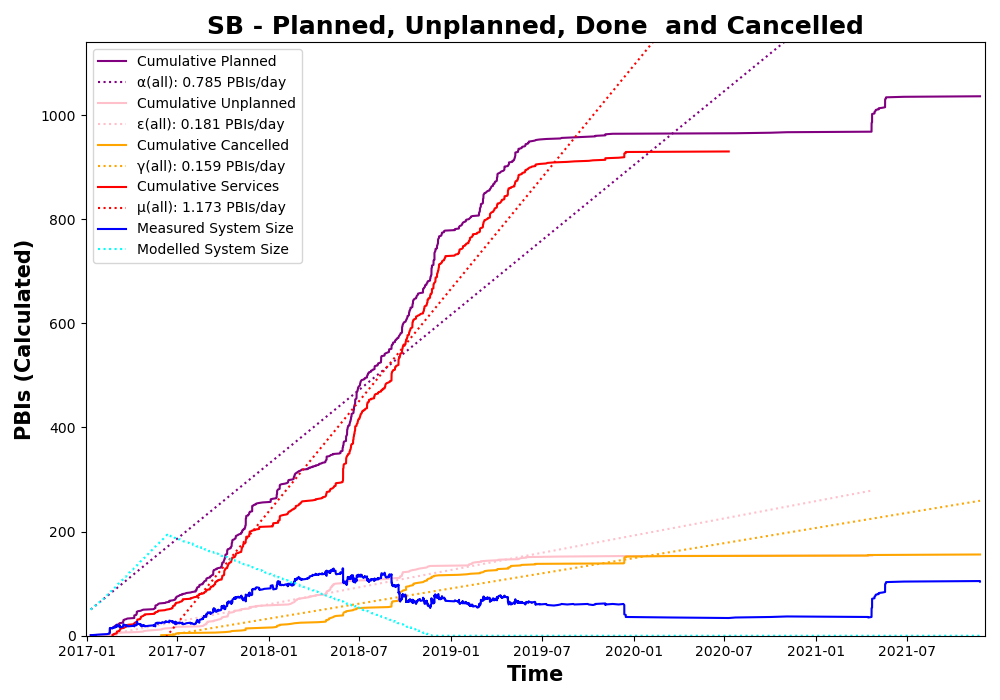 SB - Planned, Unplanned, Done  and Cancelled
PBIs (Calculated)
1000
800
600
400
200
0
Cumulative Planned
α(all): 0.785 PBIs/day
Cumulative Unplanned
ε(all): 0.181 PBIs/day
Cumulative Cancelled
γ(all): 0.159 PBIs/day
Cumulative Services
μ(all): 1.173 PBIs/day
Measured System Size
Modelled System Size
2017-01 2017-07 2018-01 2018-07 2019-01 2019-07 2020-01 2020-07 2021-01 2021-07
Time